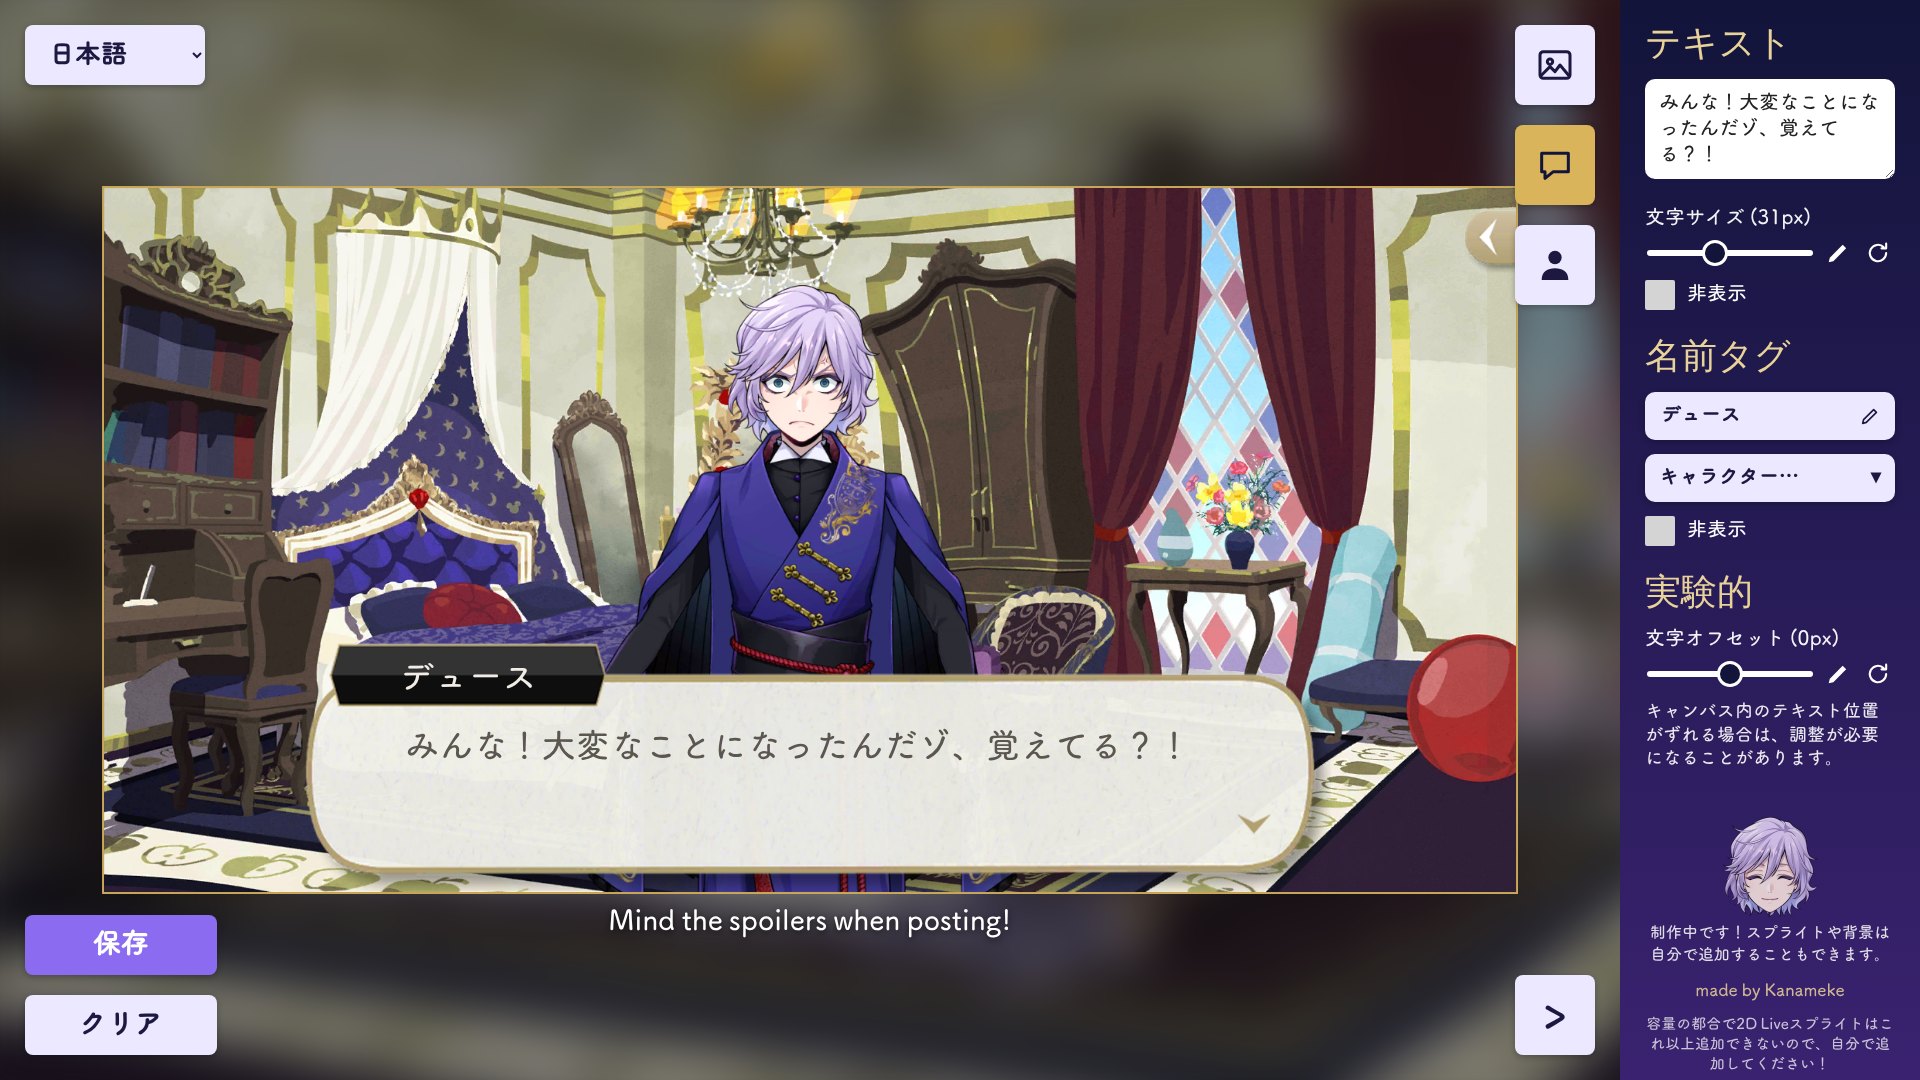 日本語
デュース
みんな！大変なことになったんだゾ、覚えてる？！
Mind the spoilers when posting!
保存
クリア
>
テキスト
みんな！大変なことにな
ったんだゾ、覚えて
る？！
文字サイズ (31px)
非表示
名前タグ
デュース
キャラクター…
非表示
実験的
文字オフセット (0px)
キャンバス内のテキスト位置
がずれる場合は、調整が必要
になることがあります。
制作中です！スプライトや背景は
自分で追加することもできます。
made by Kanameke
容量の都合で2D Liveスプライトはこ
れ以上追加できないので、自分で追
加してください！